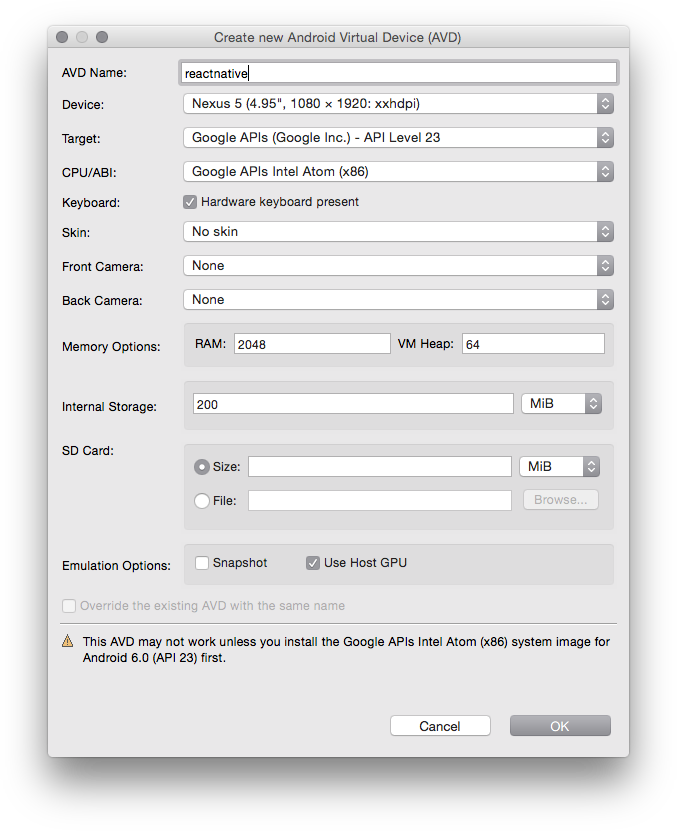 Create new Android Virtual Device (AVD)
AVD Name: reactnative
Device: Nexus 5 (4.95", 1080 × 1920: xxhdpi)
Target: Google APIs (Google Inc.) - API Level 23
CPU/ABI: Google APIs Intel Atom (x86)
Keyboard: Hardware keyboard present
Skin: No skin
Front Camera: None
Back Camera: None
Memory Options: RAM: 2048 VM Heap: 64
Internal Storage: 200 MiB
SD Card:
Size: MiB
File: Browse...
Emulation Options: Snapshot Use Host GPU
Override the existing AVD with the same name
This AVD may not work unless you install the Google APIs Intel Atom (x86) system image for
Android 6.0 (API 23) first.
Cancel OK